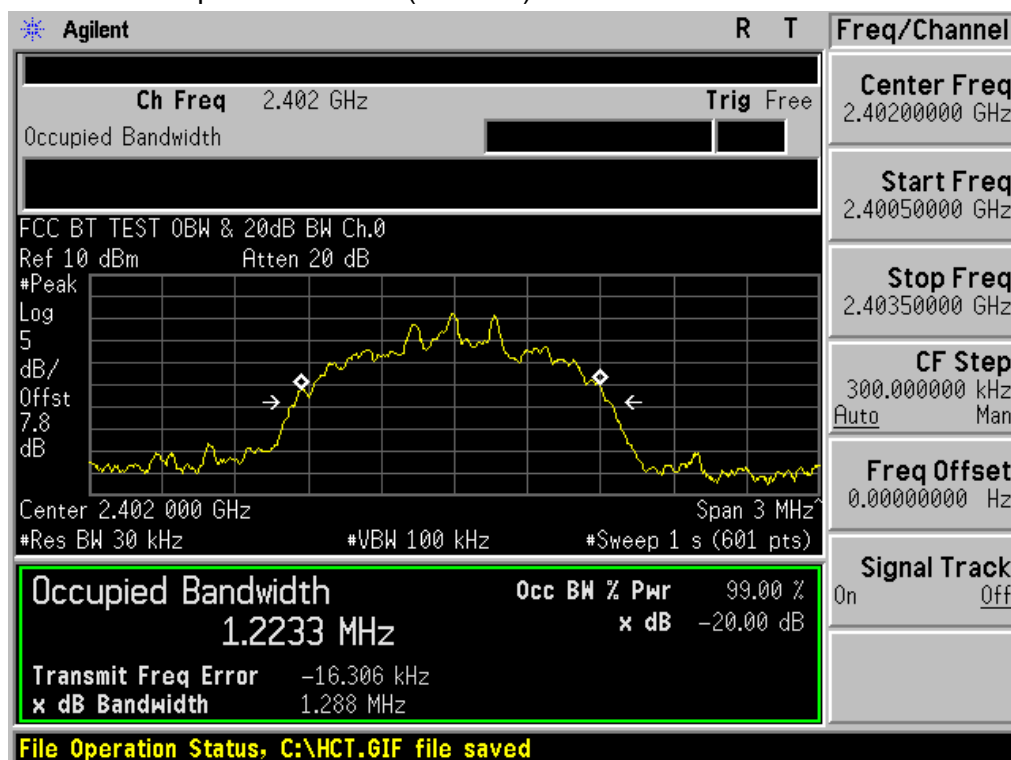 Agilent R T Freq/Channel
Ch Freq 2.402 GHz Trig Free
Occupied Bandwidth
Center Freq
2.40200000 GHz
Start Freq
2.40050000 GHz
Stop Freq
2.40350000 GHz
CF Step
300.000000 kHz
Auto Man
Freq Offset
0.00000000 Hz
Signal Track
On Off
FCC BT TEST OBW & 20dB BW Ch.0
Ref 10 dBm Atten 20 dB
#Peak
Log
5
dB/
Offst
7.8
dB
Center 2.402 000 GHz Span 3 MHz^
#Res BW 30 kHz #VBW 100 kHz #Sweep 1 s (601 pts)
Occupied Bandwidth Occ BW % Pwr 99.00 %
1.2233 MHz x dB -20.00 dB
Transmit Freq Error -16.306 kHz
x dB Bandwidth 1.288 MHz
File Operation Status, C:\HCT.GIF file saved